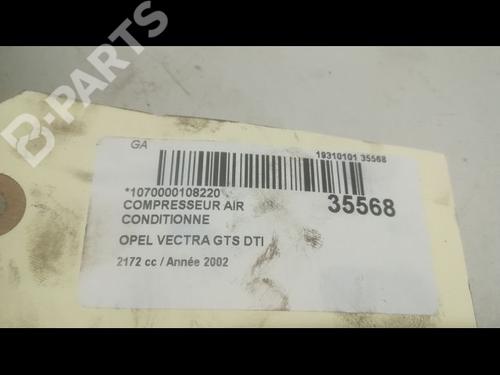 B-PARTS
GA
19310101 35568
*1070000108220
COMPRESSEUR AIR
CONDITIONNE
35568
OPEL VECTRA GTS DTI
2172 cc / Année 2002